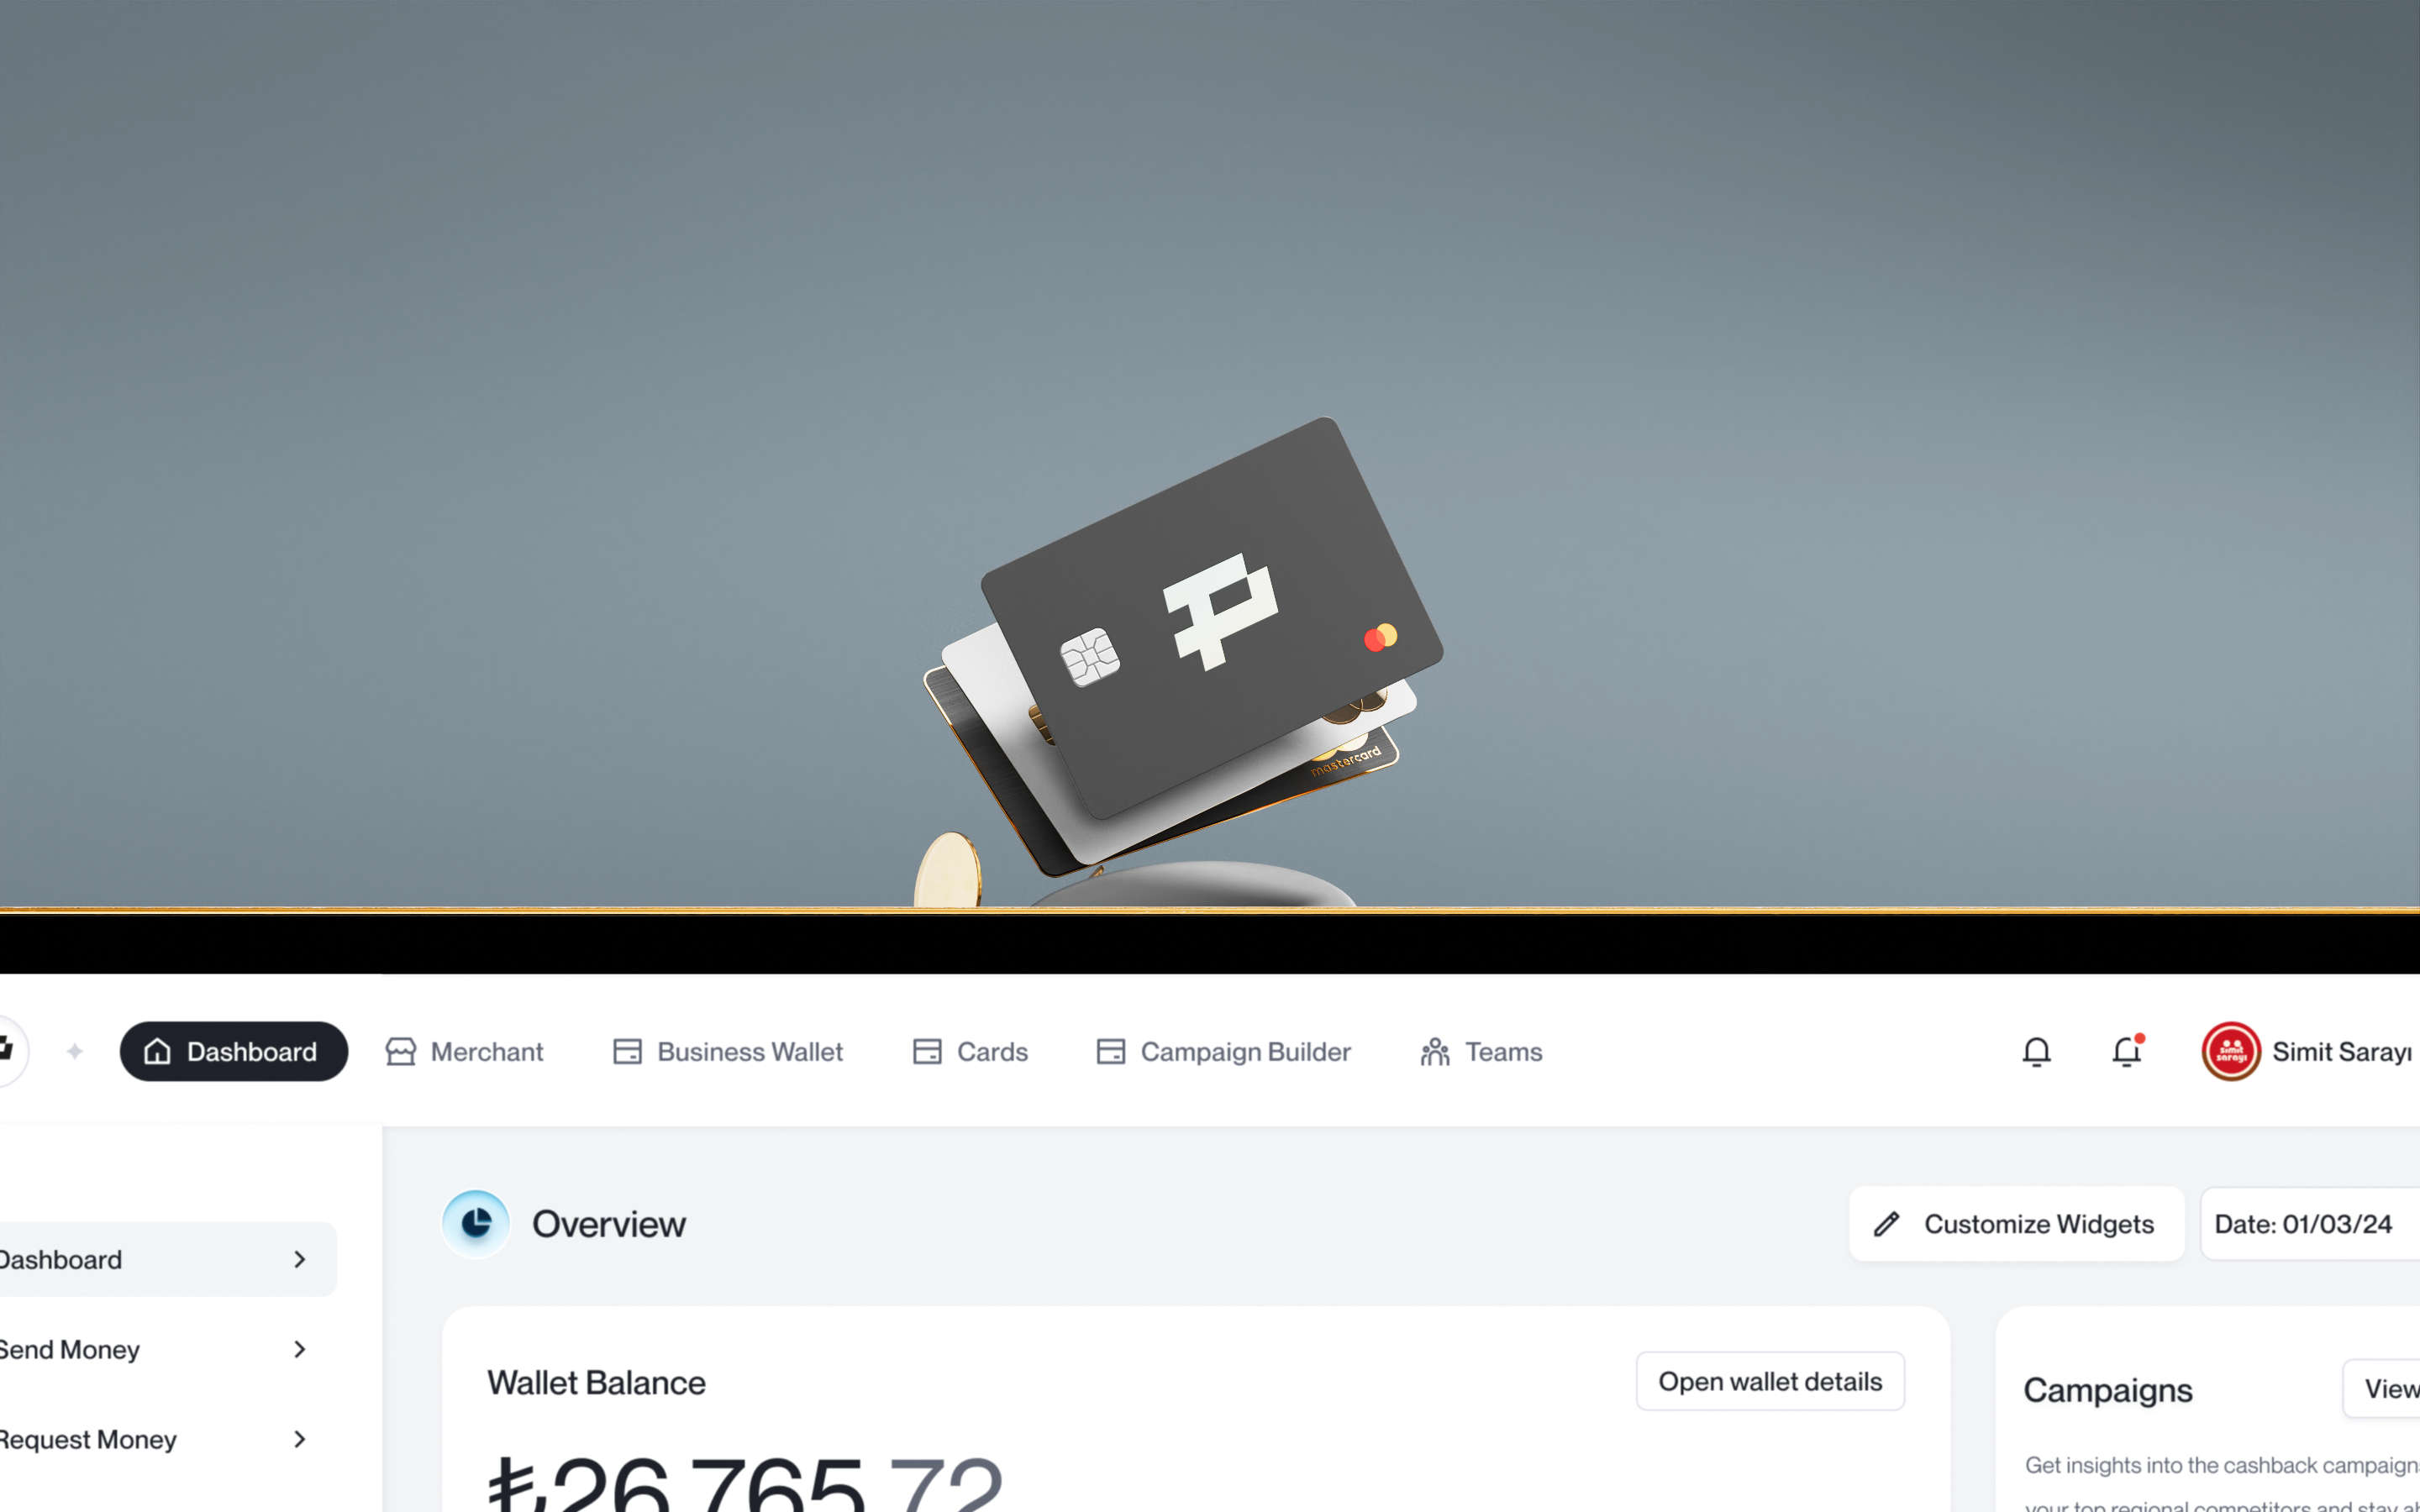 mastercard
Dashboard
Merchant
Business Wallet
Cards
Campaign Builder
Teams
simit
sarayı
Simit Sarayı
Overview
Customize Widgets
Date: 01/03/24
Dashboard
Send Money
Request Money
Wallet Balance
Open wallet details
₺26,765.72
Campaigns
View
Get insights into the cashback campaign
your top regional competitors and stay